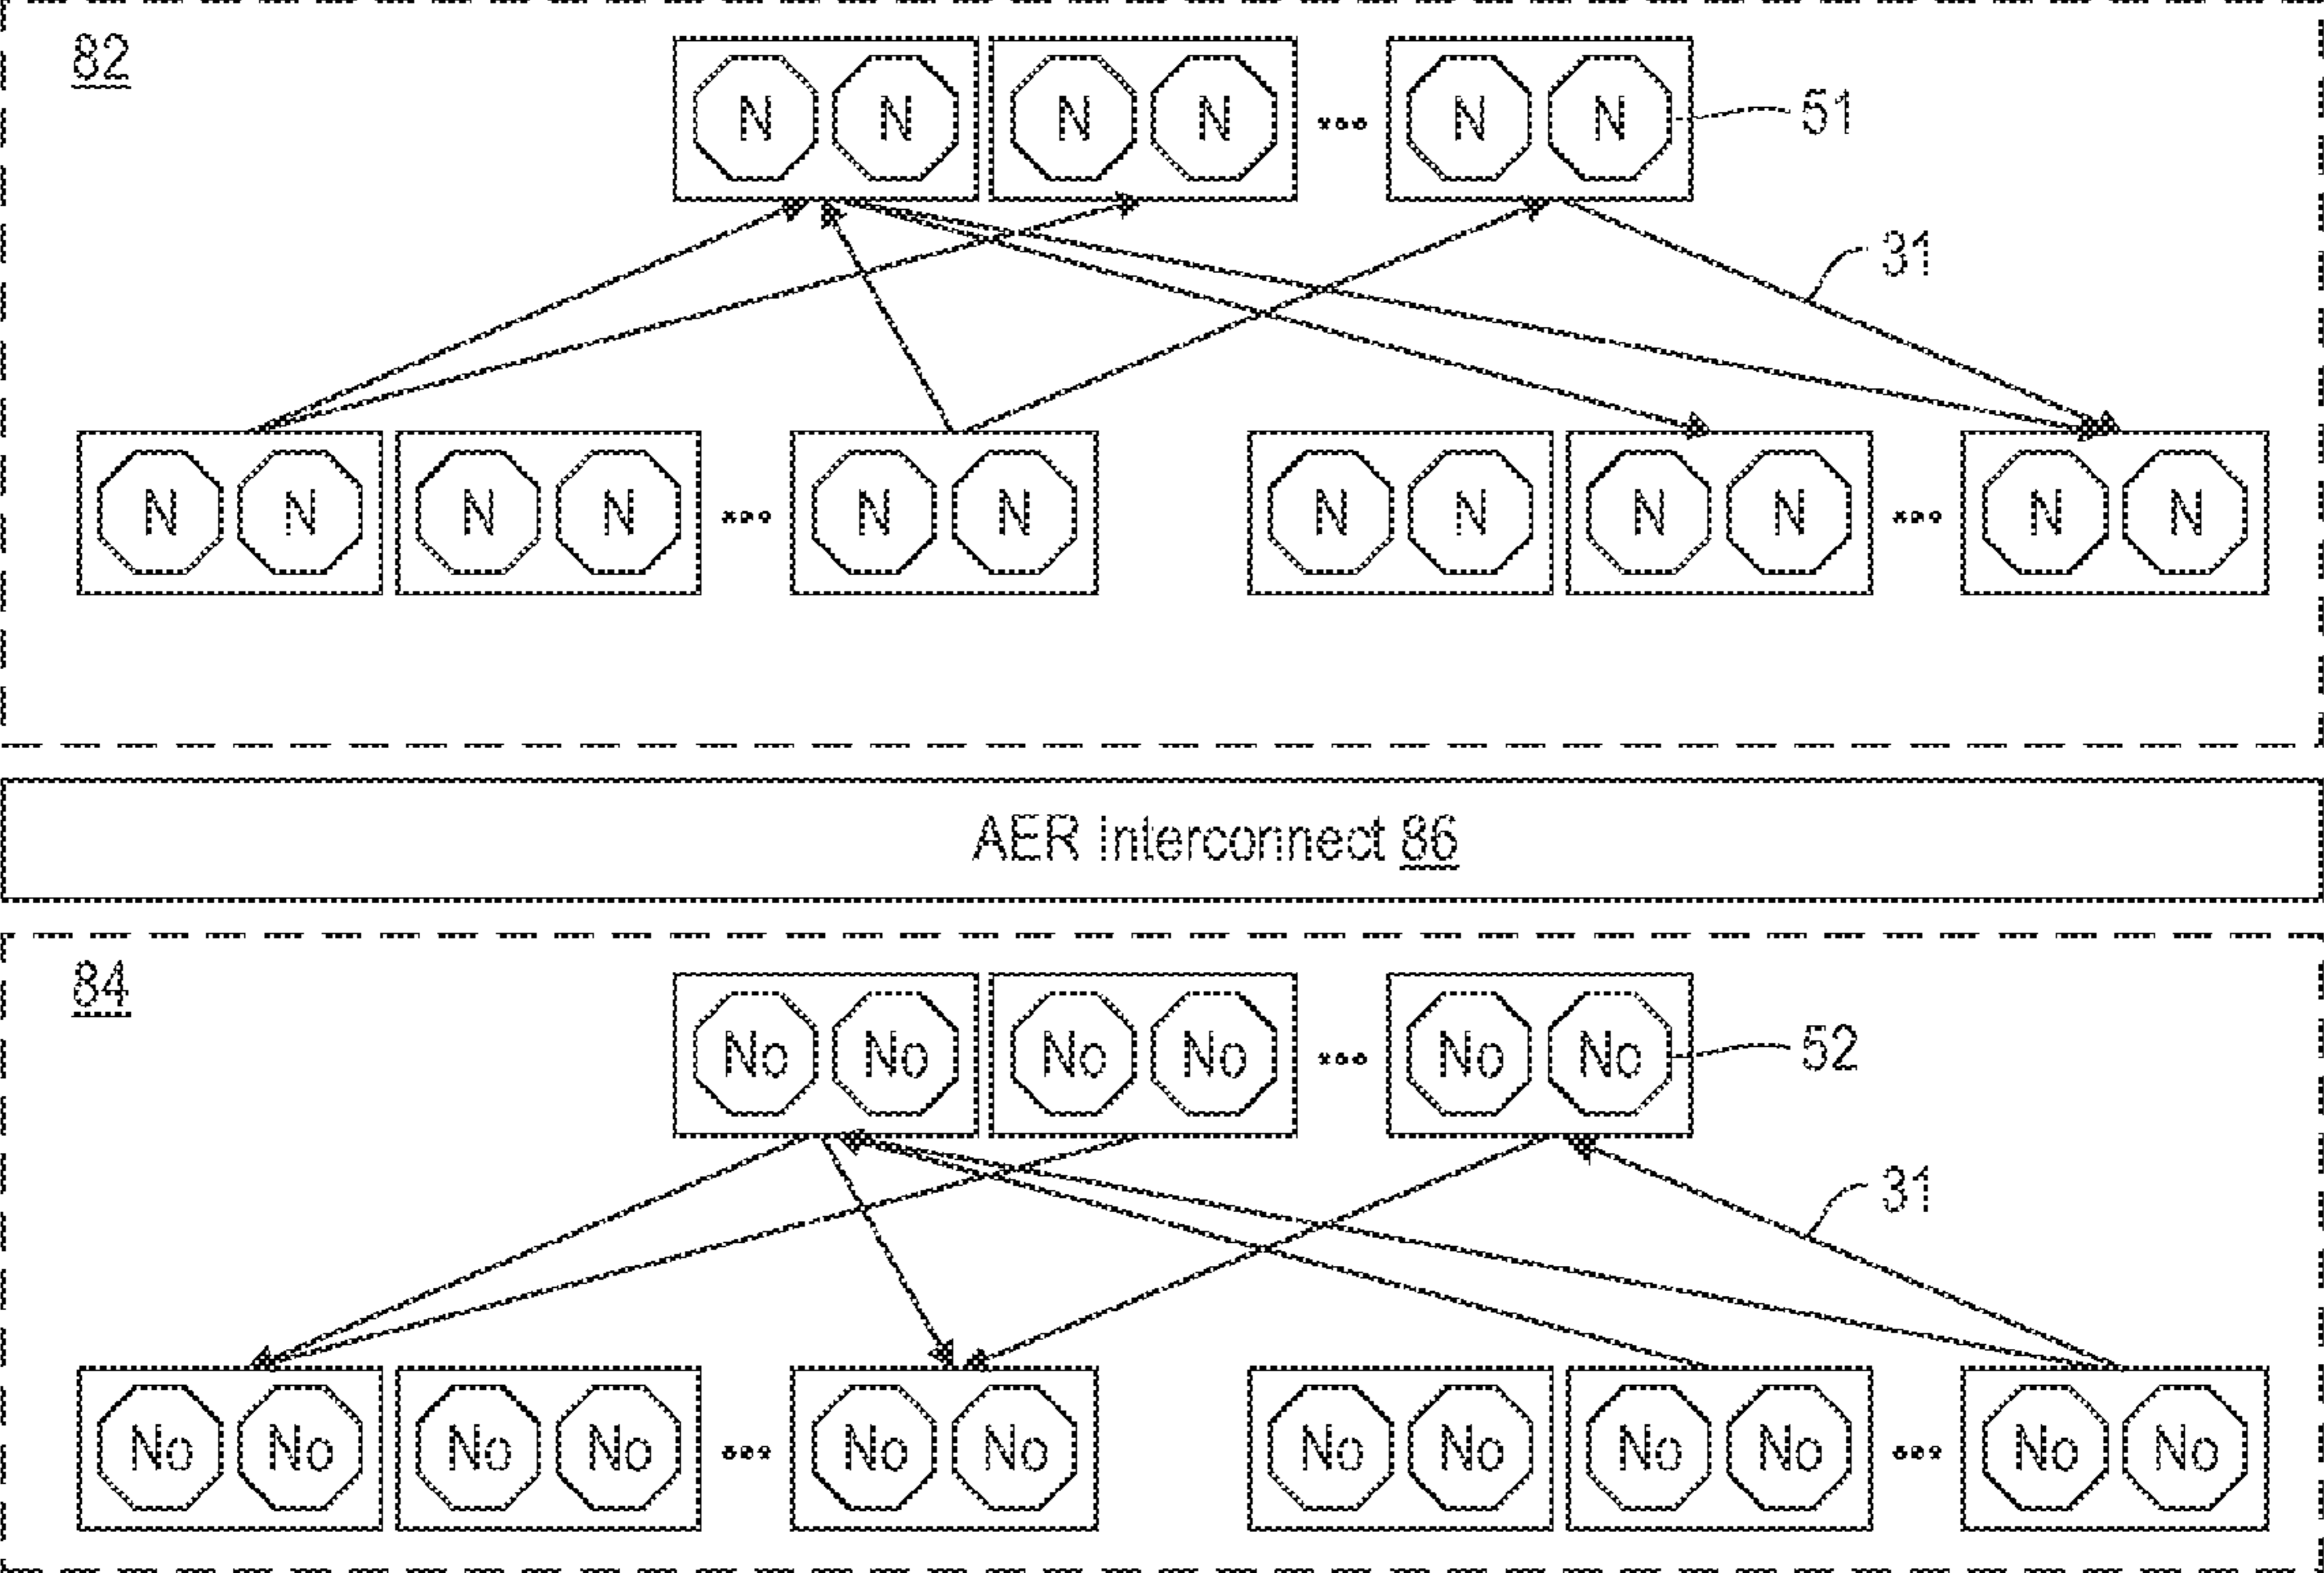 82
N N N N ... N N 51
31
N N N N ... N N N N N N ... N N
AER Interconnect 86
84
No No No No ... No No 52
31
No No No No ... No No No No No No ... No No